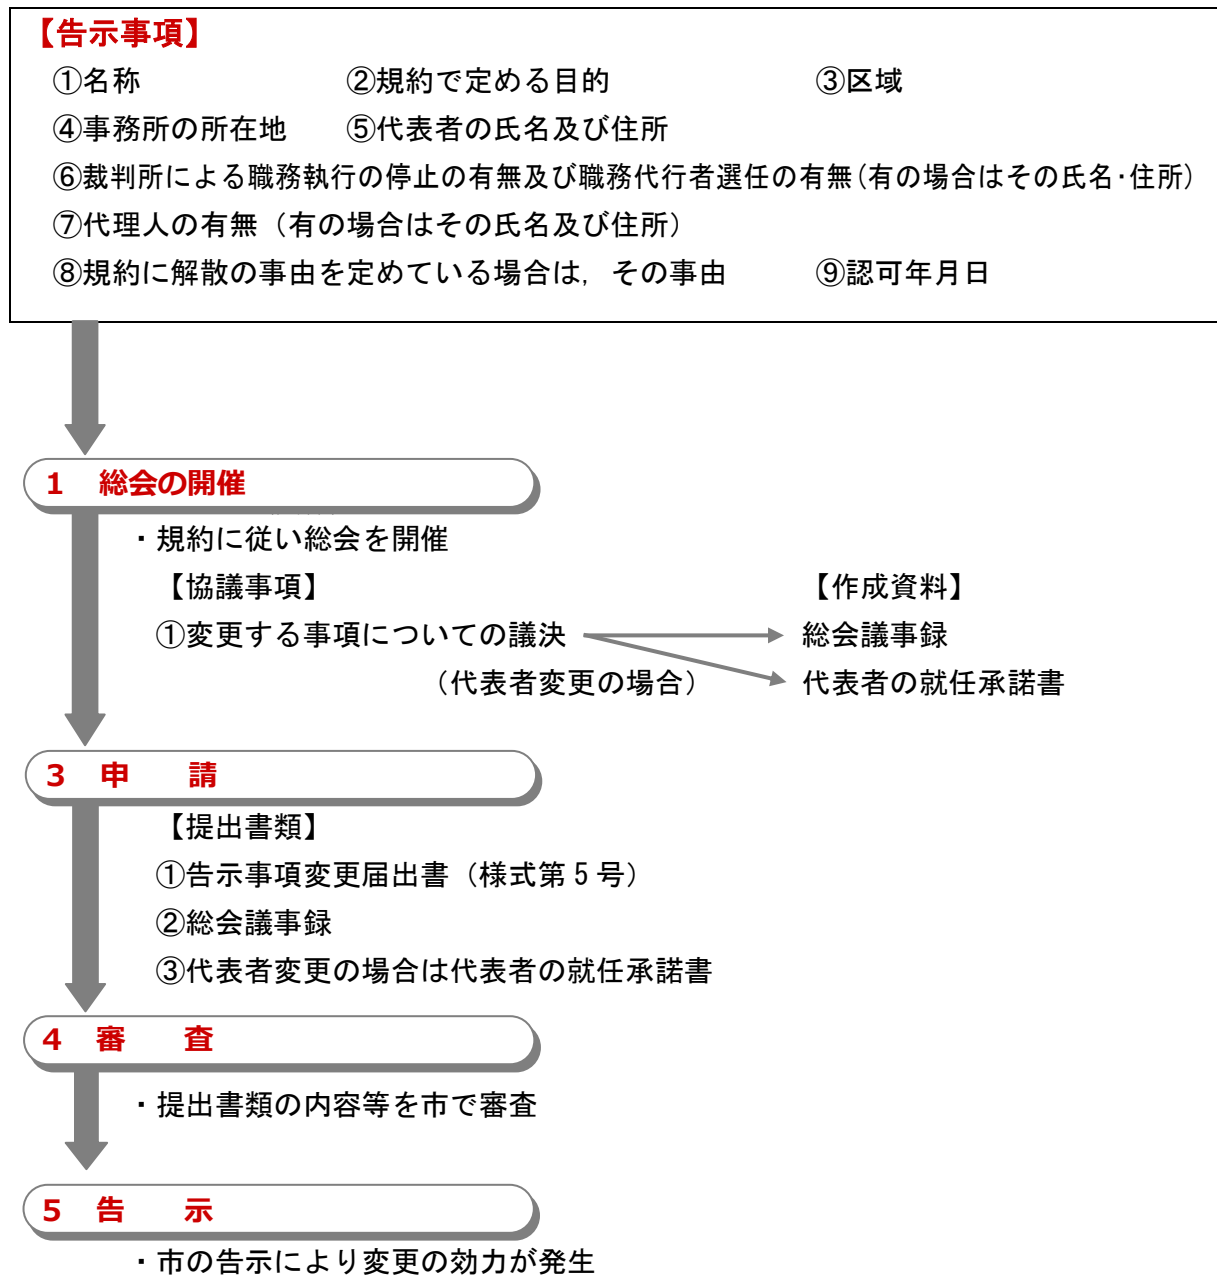 【告示事項】
①名称　②規約で定める目的　③区域
④事務所の所在地　⑤代表者の氏名及び住所
⑥裁判所による職務執行の停止の有無及び職務代行者選任の有無(有の場合はその氏名･住所)
⑦代理人の有無（有の場合はその氏名及び住所）
⑧規約に解散の事由を定めている場合は，その事由　⑨認可年月日
1　総会の開催
・規約に従い総会を開催
【協議事項】　【作成資料】
①変更する事項についての議決　総会議事録
（代表者変更の場合）　代表者の就任承諾書
3　申　請
【提出書類】
①告示事項変更届出書（様式第５号）
②総会議事録
③代表者変更の場合は代表者の就任承諾書
4　審　査
・提出書類の内容等を市で審査
5　告　示
・市の告示により変更の効力が発生